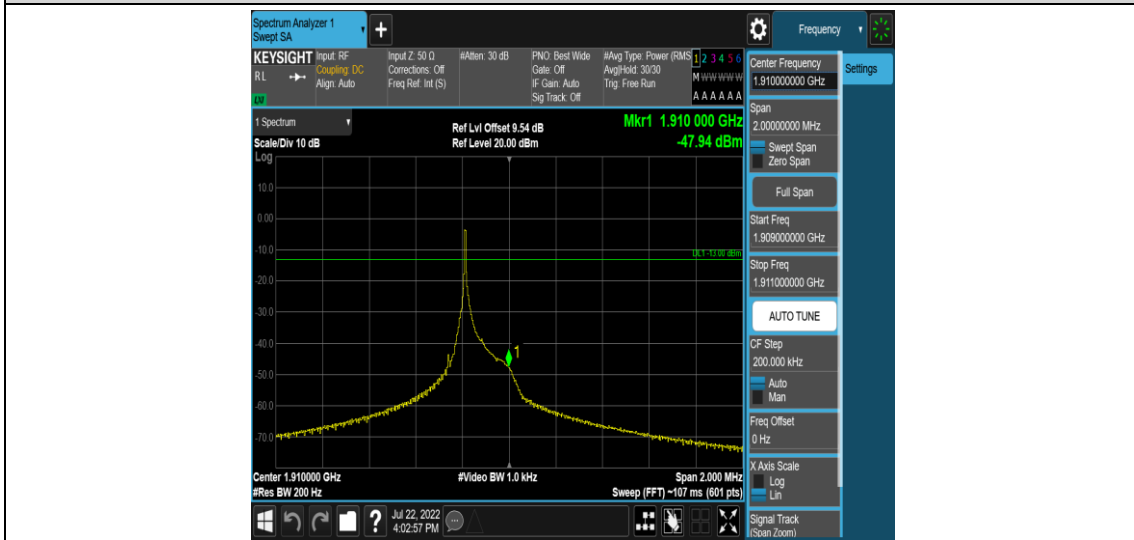 Spectrum Analyzer 1
Swept SA
+
Frequency
KEYSIGHT
RL
LXI
Input: RF
Coupling: DC
Align: Auto
Input Z: 50 Ω
Corrections: Off
Freq Ref: Int (S)
#Atten: 30 dB
PNO: Best Wide
Gate: Off
IF Gain: Auto
Sig Track: Off
#Avg Type: Power (RMS
Avg|Hold: 30/30
Trig: Free Run
1 2 3 4 5 6
M W W W W W
A A A A A A
1 Spectrum
Scale/Div 10 dB
Log
Ref Lvl Offset 9.54 dB
Ref Level 20.00 dBm
Mkr1 1.910 000 GHz
-47.94 dBm
10.0
0.00
-10.0
-20.0
-30.0
-40.0
-50.0
-60.0
-70.0
DL1 -13.00 dBm
1
Center 1.910000 GHz
#Res BW 200 Hz
#Video BW 1.0 kHz
Span 2.000 MHz
Sweep (FFT) ~107 ms (601 pts)
?
Jul 22, 2022
4:02:57 PM
Center Frequency
1.910000000 GHz
Settings
Span
2.00000000 MHz
Swept Span
Zero Span
Full Span
Start Freq
1.909000000 GHz
Stop Freq
1.911000000 GHz
AUTO TUNE
CF Step
200.000 kHz
Auto
Man
Freq Offset
0 Hz
X Axis Scale
Log
Lin
Signal Track
(Span Zoom)